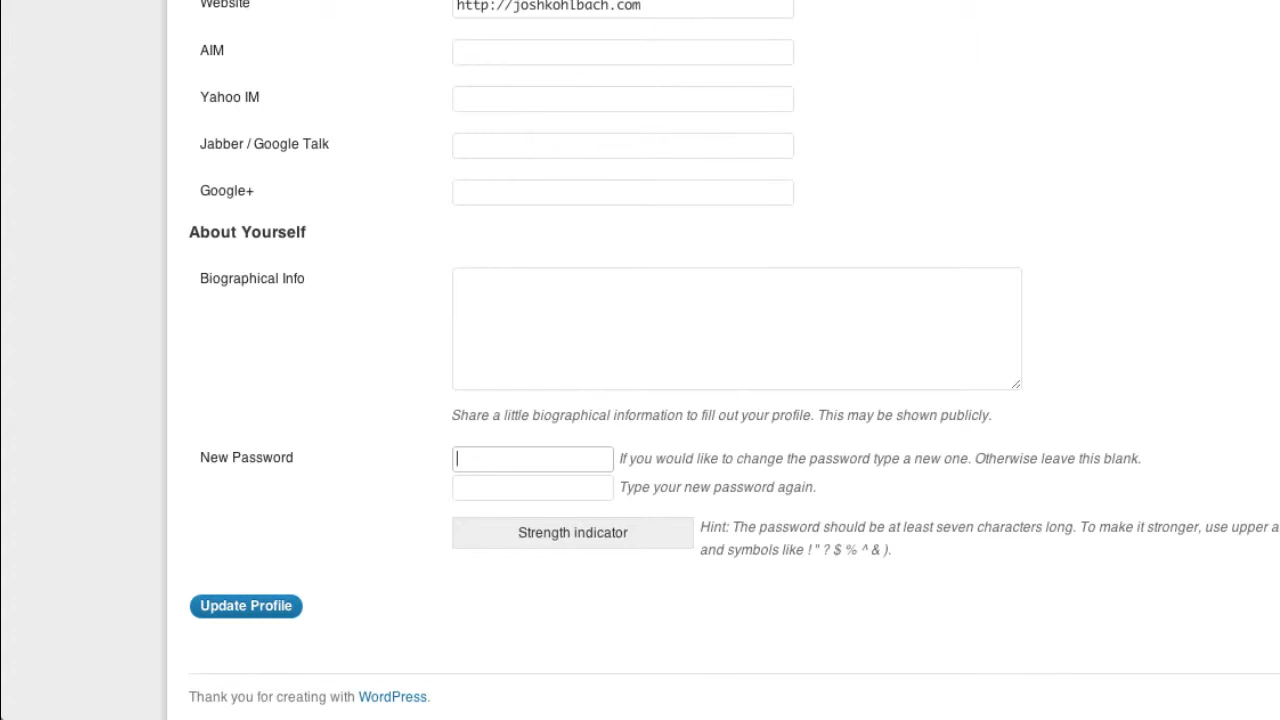 Website
http://joshkohlbach.com
AIM
Yahoo IM
Jabber / Google Talk
Google+
About Yourself
Biographical Info
Share a little biographical information to fill out your profile. This may be shown publicly.
New Password
If you would like to change the password type a new one. Otherwise leave this blank.
Type your new password again.
Strength indicator
Hint: The password should be at least seven characters long. To make it stronger, use upper a
and symbols like ! " ? $ % ^ & ).
Update Profile
Thank you for creating with WordPress.